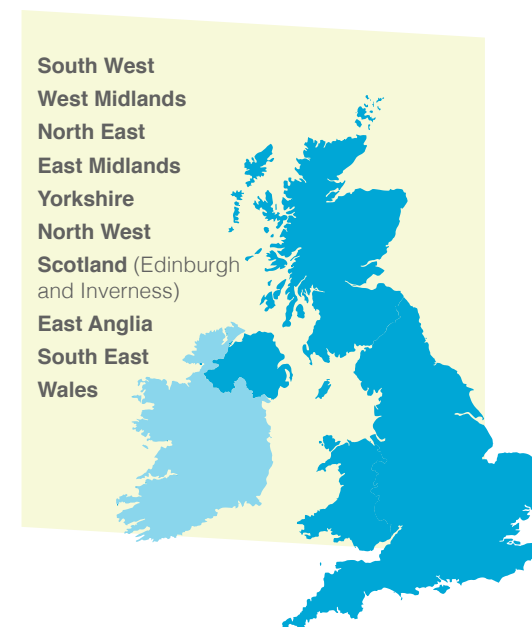 South West
West Midlands
North East
East Midlands
Yorkshire
North West
Scotland (Edinburgh
and Inverness)
East Anglia
South East
Wales